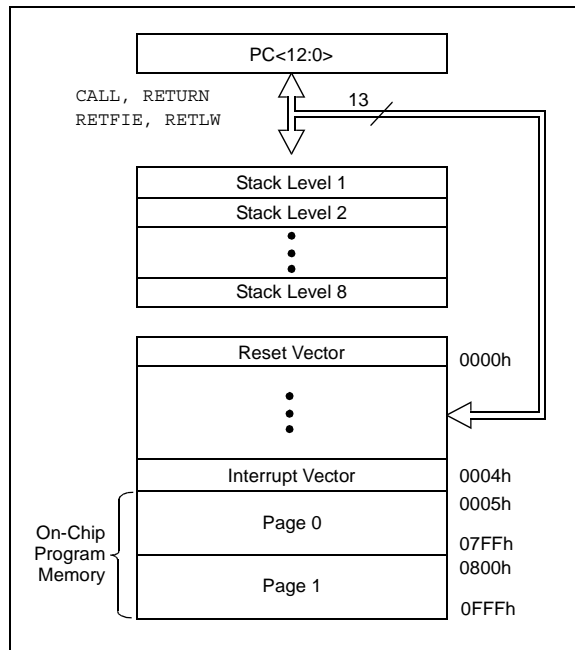 PC<12:0>
CALL, RETURN
RETFIE, RETLW
13
Stack Level 1
Stack Level 2
Stack Level 8
Reset Vector
0000h
Interrupt Vector
0004h
0005h
On-Chip
Program
Memory
Page 0
07FFh
0800h
Page 1
0FFFh